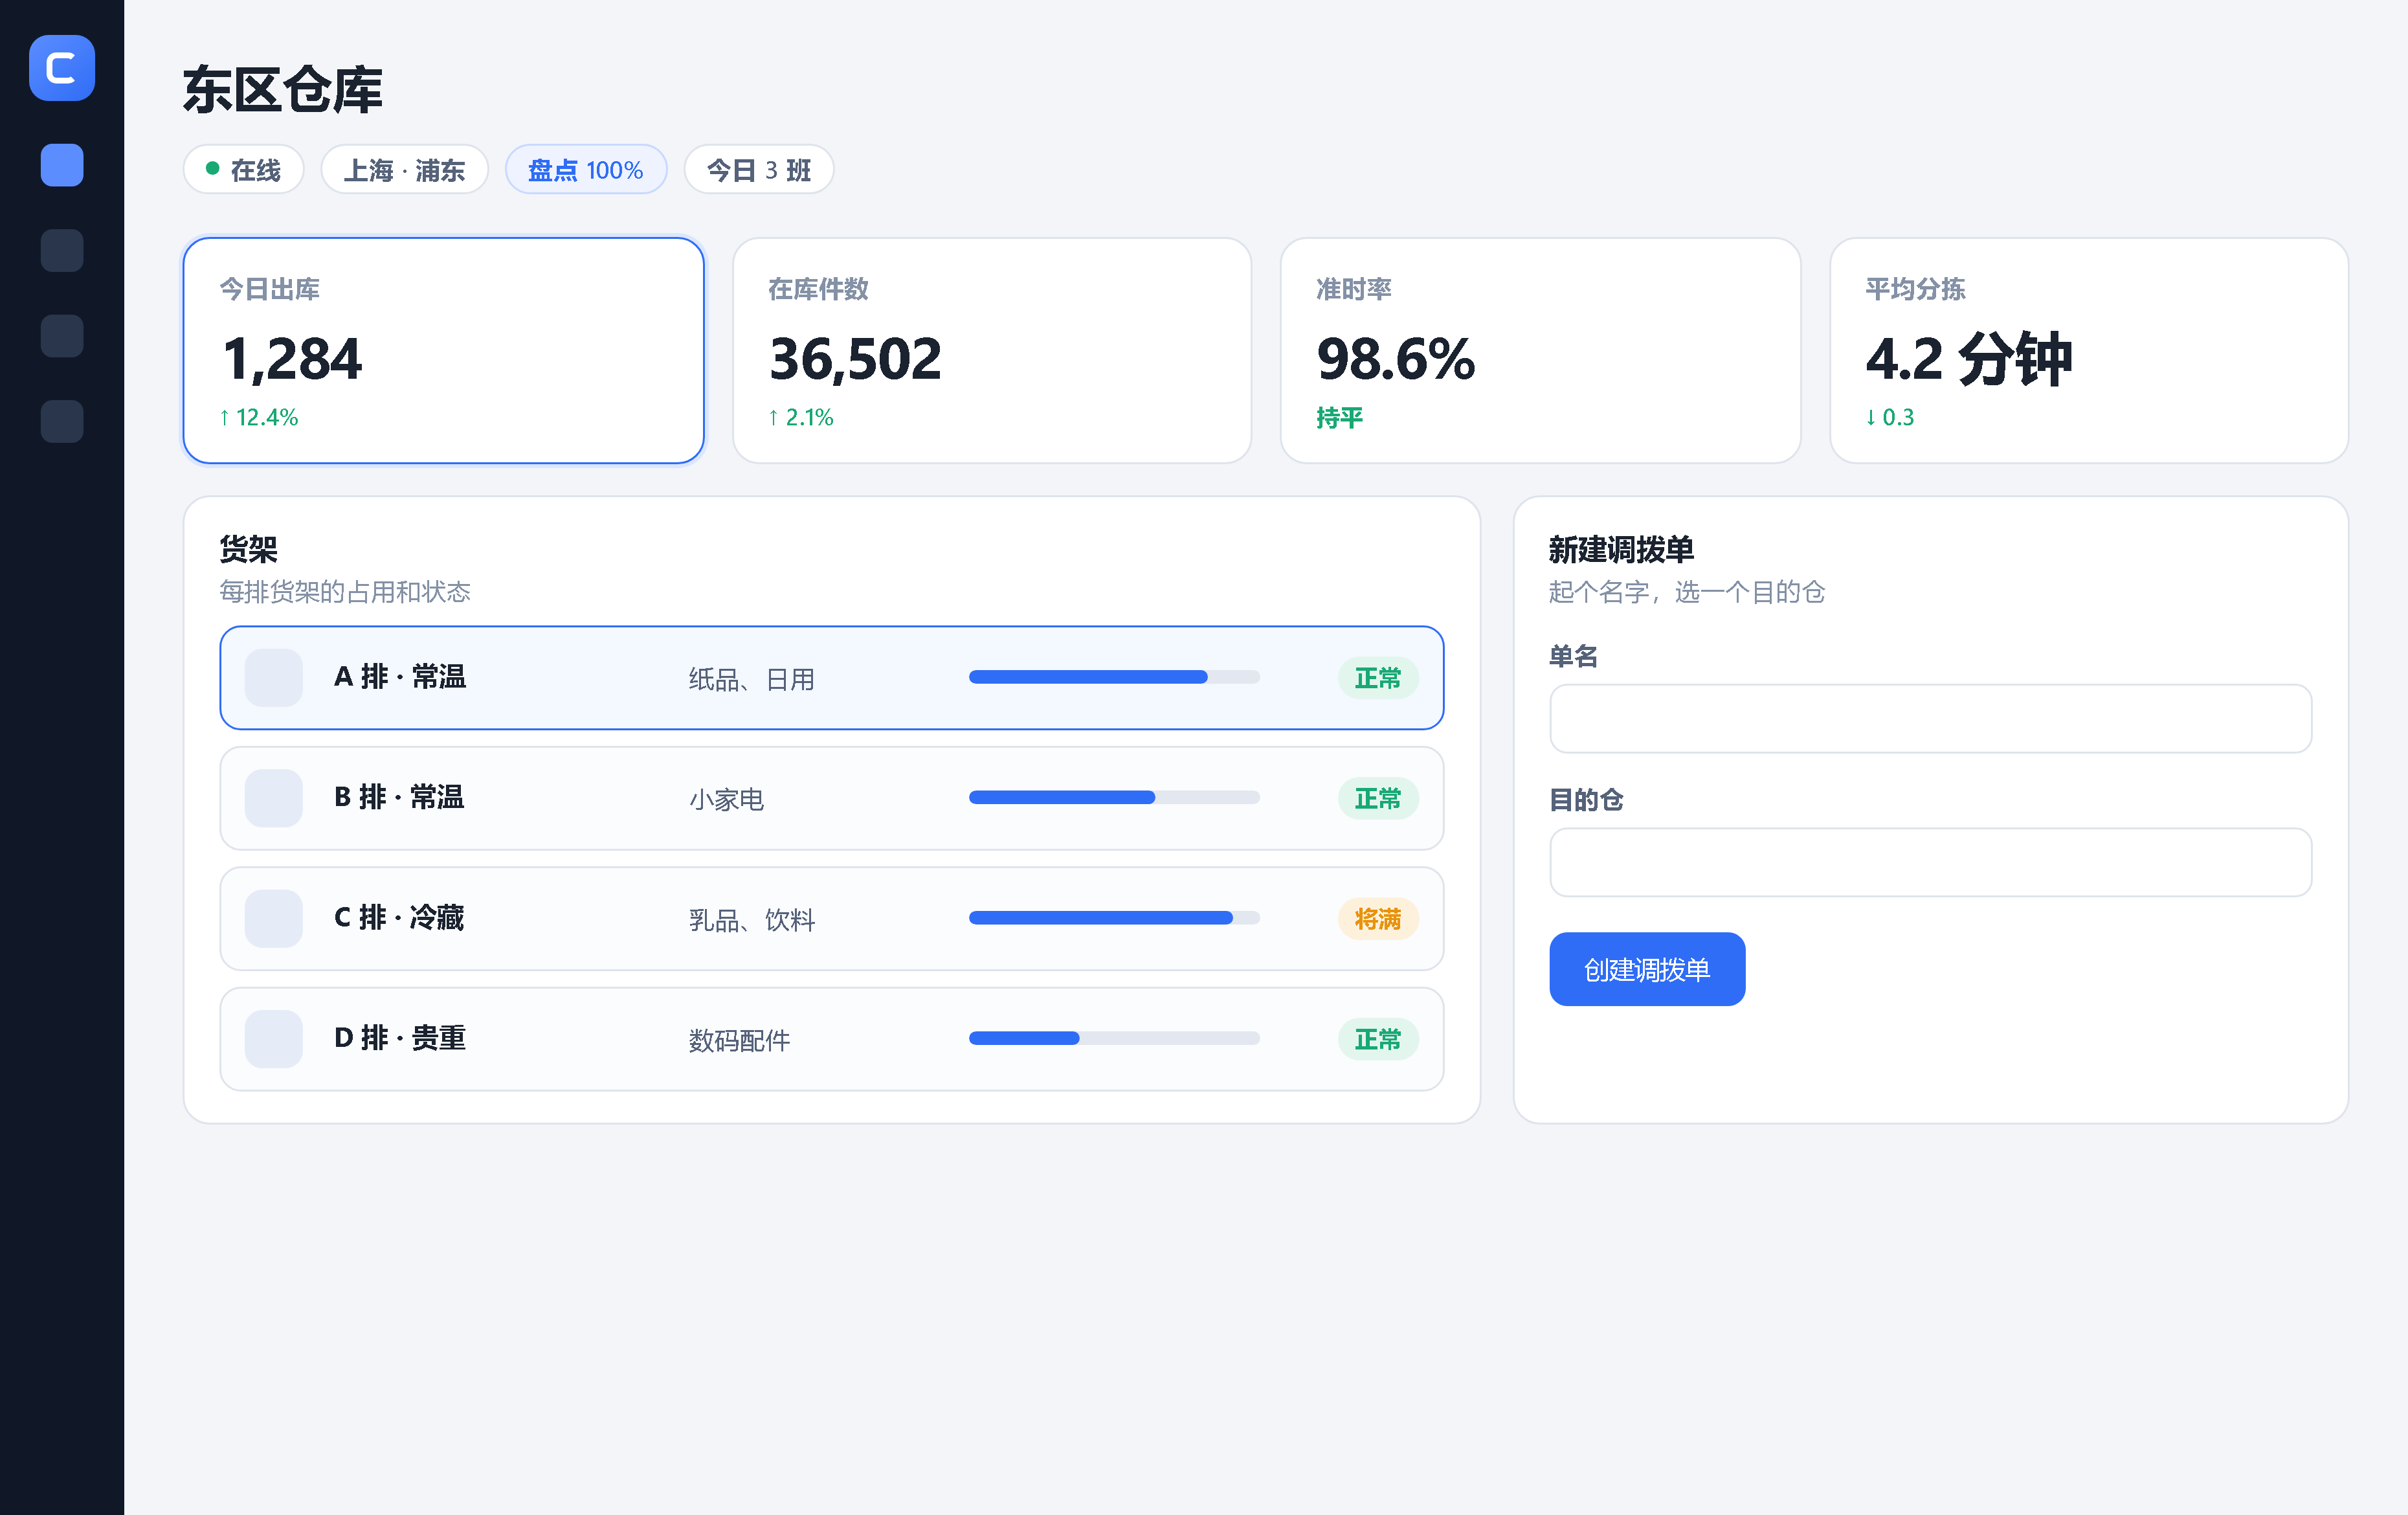 C
东区仓库
在线
上海 · 浦东
盘点 100%
今日 3 班
今日出库
1,284
↑ 12.4%
在库件数
36,502
↑ 2.1%
准时率
98.6%
持平
平均分拣
4.2 分钟
↓ 0.3
货架
每排货架的占用和状态
A 排 · 常温
纸品、日用
正常
B 排 · 常温
小家电
正常
C 排 · 冷藏
乳品、饮料
将满
D 排 · 贵重
数码配件
正常
新建调拨单
起个名字，选一个目的仓
单名
目的仓
创建调拨单